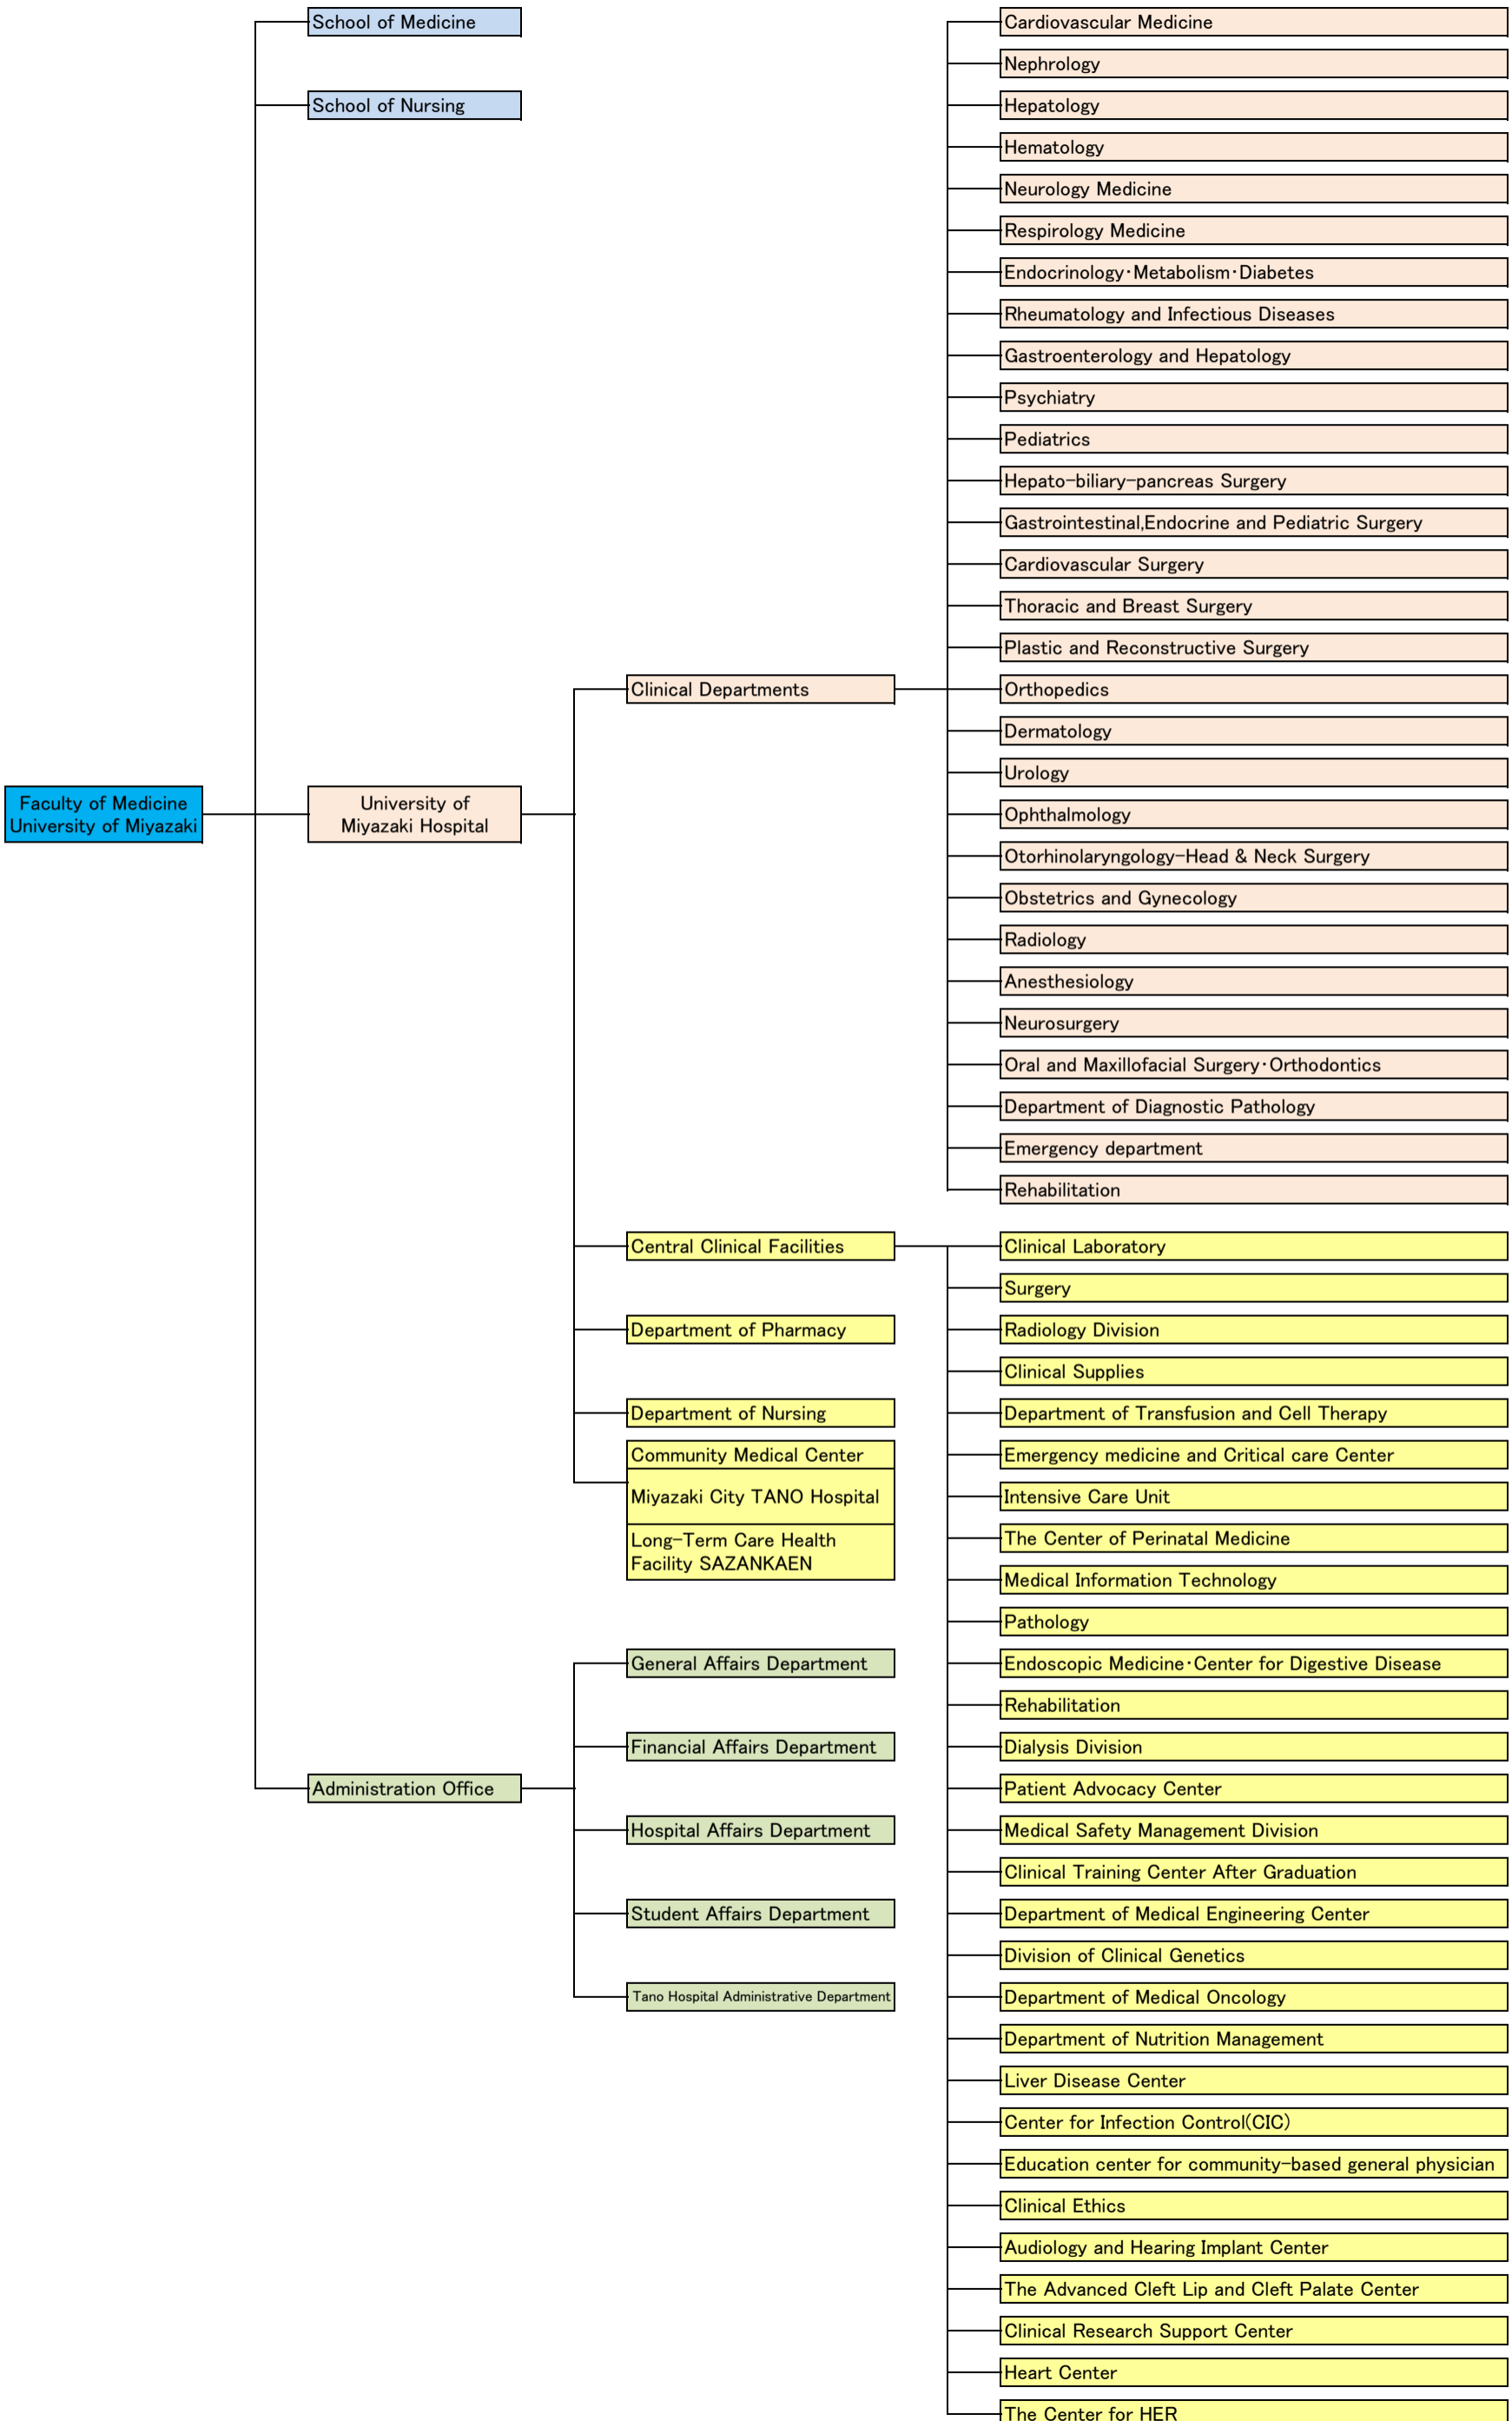 Faculty of Medicine
University of Miyazaki
School of Medicine
School of Nursing
University of
Miyazaki Hospital
Administration Office
Clinical Departments
Central Clinical Facilities
Department of Pharmacy
Department of Nursing
Community Medical Center
Miyazaki City TANO Hospital
Long-Term Care Health
Facility SAZANKAEN
General Affairs Department
Financial Affairs Department
Hospital Affairs Department
Student Affairs Department
Tano Hospital Administrative Department
Cardiovascular Medicine
Nephrology
Hepatology
Hematology
Neurology Medicine
Respirology Medicine
Endocrinology・Metabolism・Diabetes
Rheumatology and Infectious Diseases
Gastroenterology and Hepatology
Psychiatry
Pediatrics
Hepato-biliary-pancreas Surgery
Gastrointestinal,Endocrine and Pediatric Surgery
Cardiovascular Surgery
Thoracic and Breast Surgery
Plastic and Reconstructive Surgery
Orthopedics
Dermatology
Urology
Ophthalmology
Otorhinolaryngology-Head & Neck Surgery
Obstetrics and Gynecology
Radiology
Anesthesiology
Neurosurgery
Oral and Maxillofacial Surgery・Orthodontics
Department of Diagnostic Pathology
Emergency department
Rehabilitation
Clinical Laboratory
Surgery
Radiology Division
Clinical Supplies
Department of Transfusion and Cell Therapy
Emergency medicine and Critical care Center
Intensive Care Unit
The Center of Perinatal Medicine
Medical Information Technology
Pathology
Endoscopic Medicine・Center for Digestive Disease
Rehabilitation
Dialysis Division
Patient Advocacy Center
Medical Safety Management Division
Clinical Training Center After Graduation
Department of Medical Engineering Center
Division of Clinical Genetics
Department of Medical Oncology
Department of Nutrition Management
Liver Disease Center
Center for Infection Control(CIC)
Education center for community-based general physician
Clinical Ethics
Audiology and Hearing Implant Center
The Advanced Cleft Lip and Cleft Palate Center
Clinical Research Support Center
Heart Center
The Center for HER